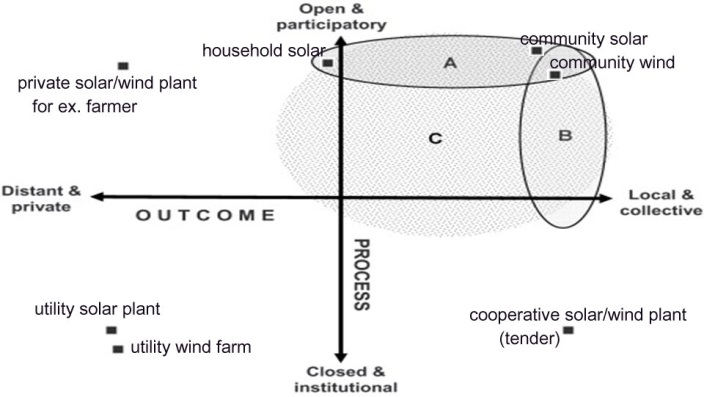 Open &
participatory
household solar
community solar
A
community wind
private solar/wind plant
for ex. farmer
C
B
Distant &
private
OUTCOME
Local &
collective
PROCESS
utility solar plant
utility wind farm
cooperative solar/wind plant
(tender)
Closed &
institutional